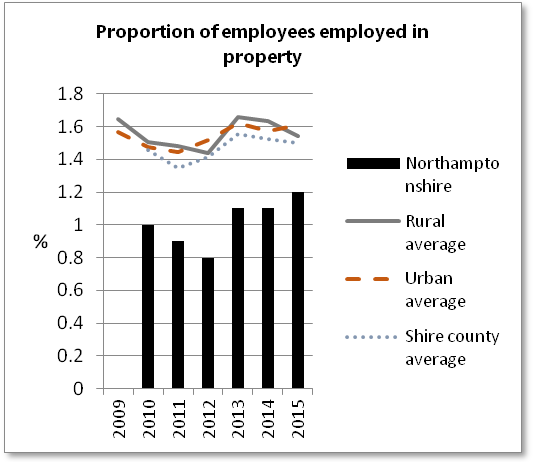 Proportion of employees employed in
property
1.8
1.6
1.4
1.2
1
0.8
0.6
0.4
0.2
0
%
2009
2010
2011
2012
2013
2014
2015
Northampto
nshire
Rural
average
Urban
average
Shire county
average